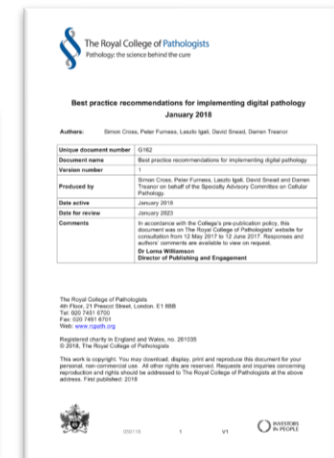 The Royal College of Pathologists
Pathology: the science behind the cure
Best practice recommendations for implementing digital pathology
January 2018
Authors: Simon Cross, Peter Furness, Laszlo Igali, David Snead, Darren Treanor
Unique document number G162
Document name Best practice recommendations for implementing digital pathology
Version number 1
Produced by Simon Cross, Peter Furness, Laszlo Igali, David Snead and Darren
Treanor on behalf of the Specialty Advisory Committee on Cellular
Pathology
Date active January 2018
Date for review January 2023
Comments In accordance with the College's pre-publication policy, this
document was on The Royal College of Pathologists' website for
consultation from 12 May 2017 to 12 June 2017. Responses and
authors' comments are available to view on request.
Dr Lorna Williamson
Director of Publishing and Engagement
The Royal College of Pathologists
4th Floor, 21 Prescot Street, London, E1 8BB
Tel: 020 7451 6700
Fax: 020 7451 6701
Web: www.rcpath.org
Registered charity in England and Wales, no. 261035
© 2018, The Royal College of Pathologists
This work is copyright. You may download, display, print and reproduce this document for your
personal, non-commercial use. All other rights are reserved. Requests and inquiries concerning
reproduction and rights should be addressed to The Royal College of Pathologists at the above
address. First published: 2018
1
V1
INVESTORS
IN PEOPLE